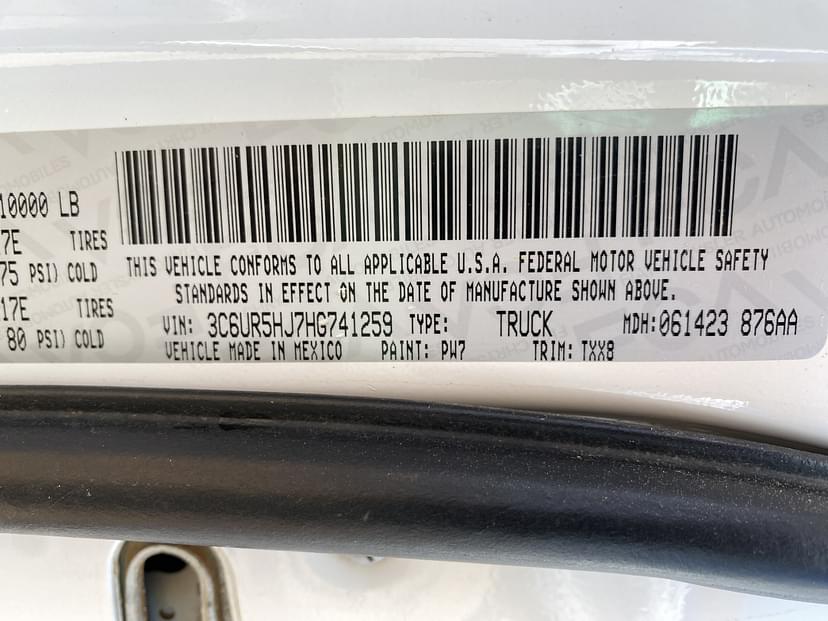 10000 LB
7E TIRES
75 PSI) COLD
17E TIRES
80 PSI) COLD
THIS VEHICLE CONFORMS TO ALL APPLICABLE U.S.A. FEDERAL MOTOR VEHICLE SAFETY
STANDARDS IN EFFECT ON THE DATE OF MANUFACTURE SHOWN ABOVE.
VIN: 3C6UR5HJ7HG741259 TYPE: TRUCK MDH: 061423 876AA
VEHICLE MADE IN MEXICO PAINT: PW7 TRIM: TXX8